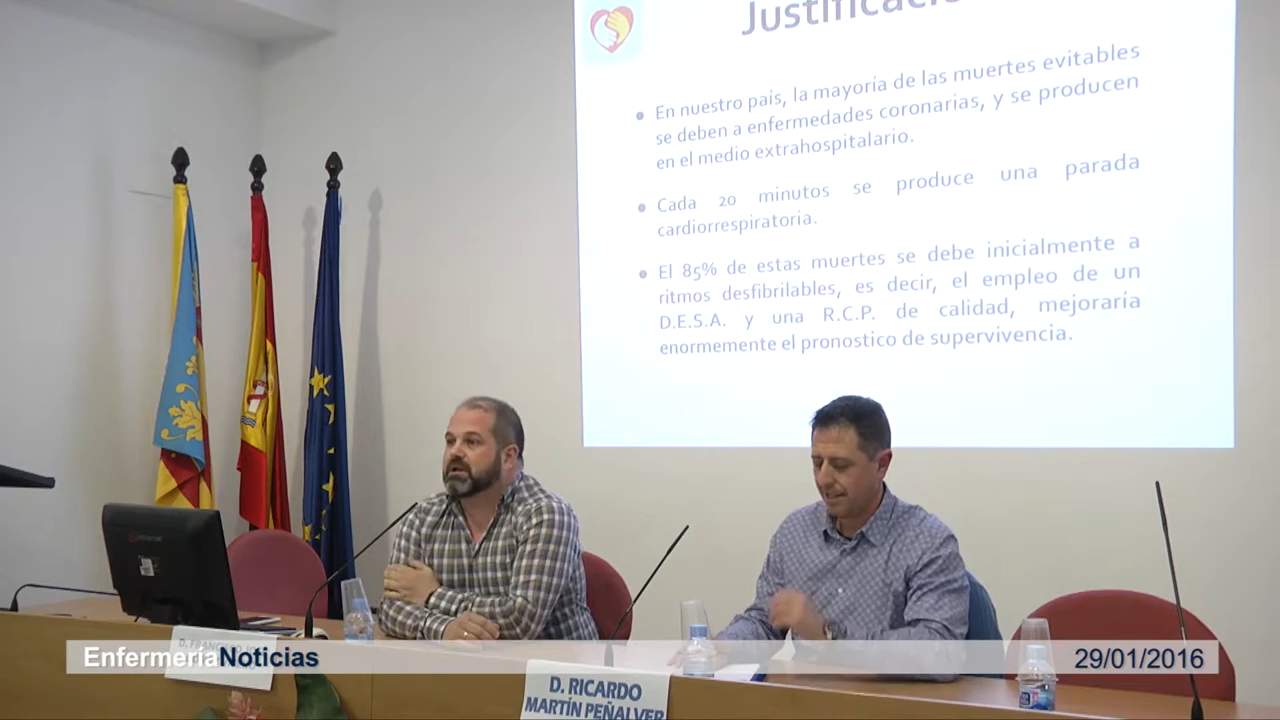 Justificació
En nuestro país, la mayoría de las muertes evitables
se deben a enfermedades coronarias, y se producen
en el medio extrahospitalario.
Cada 20 minutos se produce una parada
cardiorrespiratoria.
El 85% de estas muertes se debe inicialmente a
ritmos desfibrilables, es decir, el empleo de un
D.E.S.A. y una R.C.P. de calidad, mejoraría
enormemente el pronostico de supervivencia.
EnfermeríaNoticias
29/01/2016
D. RICARDO
MARTÍN PEÑALVER